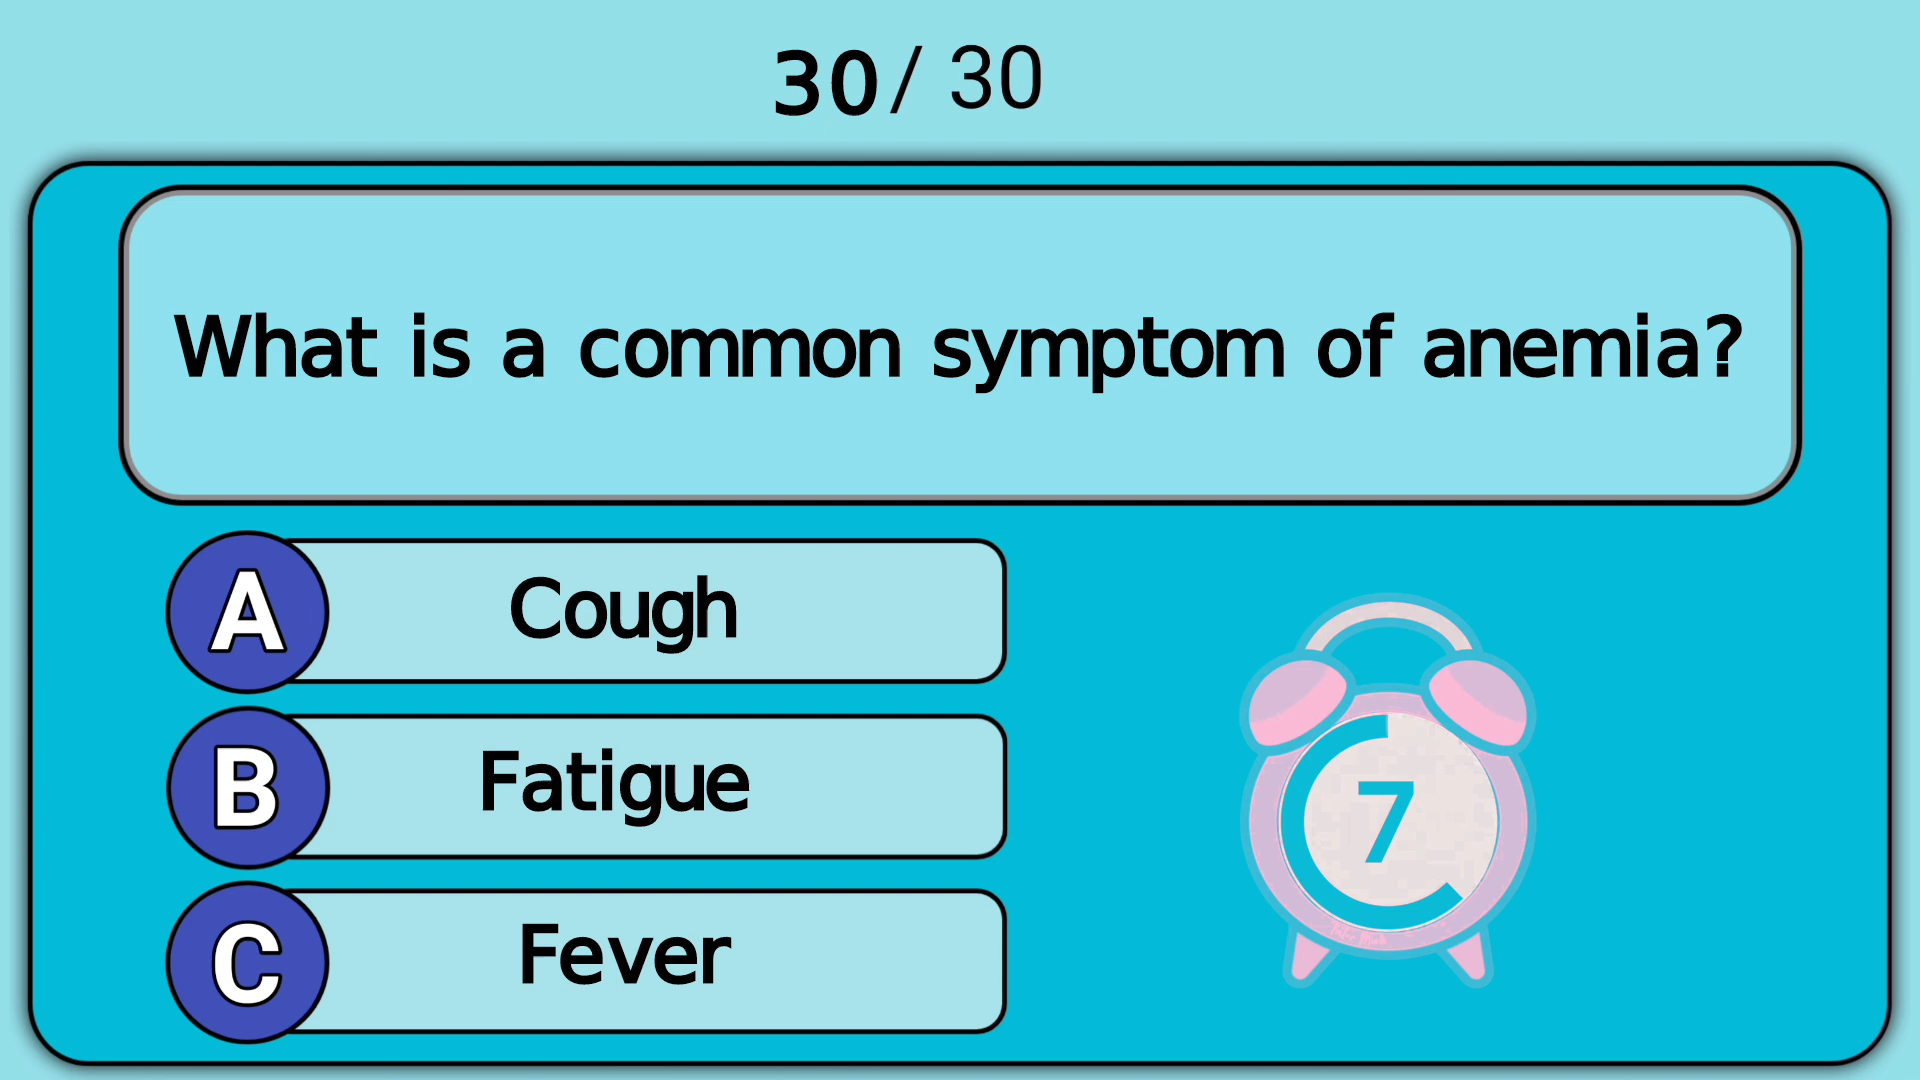 30/ 30
What is a common symptom of anemia?
A Cough
B Fatigue
7
C Fever